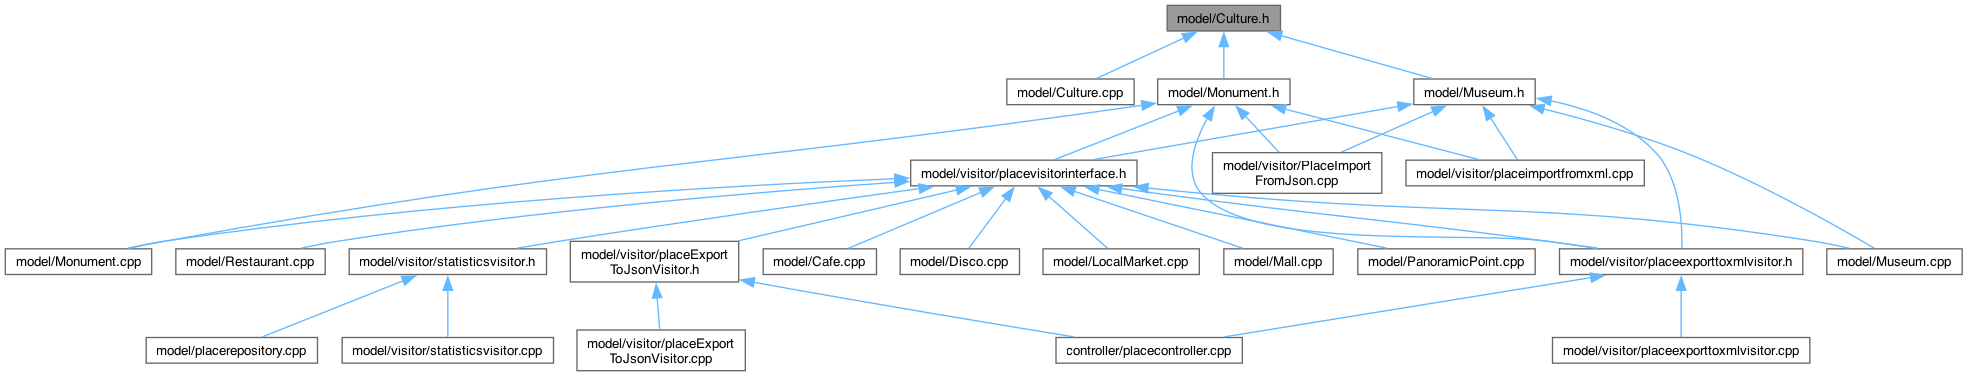 model/Culture.h
model/Culture.cpp
model/Monument.h
model/Museum.h
model/visitor/placevisitorinterface.h
model/visitor/PlaceImport
FromJson.cpp
model/visitor/placeimportfromxml.cpp
model/Monument.cpp
model/Restaurant.cpp
model/visitor/statisticsvisitor.h
model/visitor/placeExport
ToJsonVisitor.h
model/Cafe.cpp
model/Disco.cpp
model/LocalMarket.cpp
model/Mall.cpp
model/PanoramicPoint.cpp
model/visitor/placeexporttoxmlvisitor.h
model/Museum.cpp
model/placerepository.cpp
model/visitor/statisticsvisitor.cpp
model/visitor/placeExport
ToJsonVisitor.cpp
controller/placecontroller.cpp
model/visitor/placeexporttoxmlvisitor.cpp